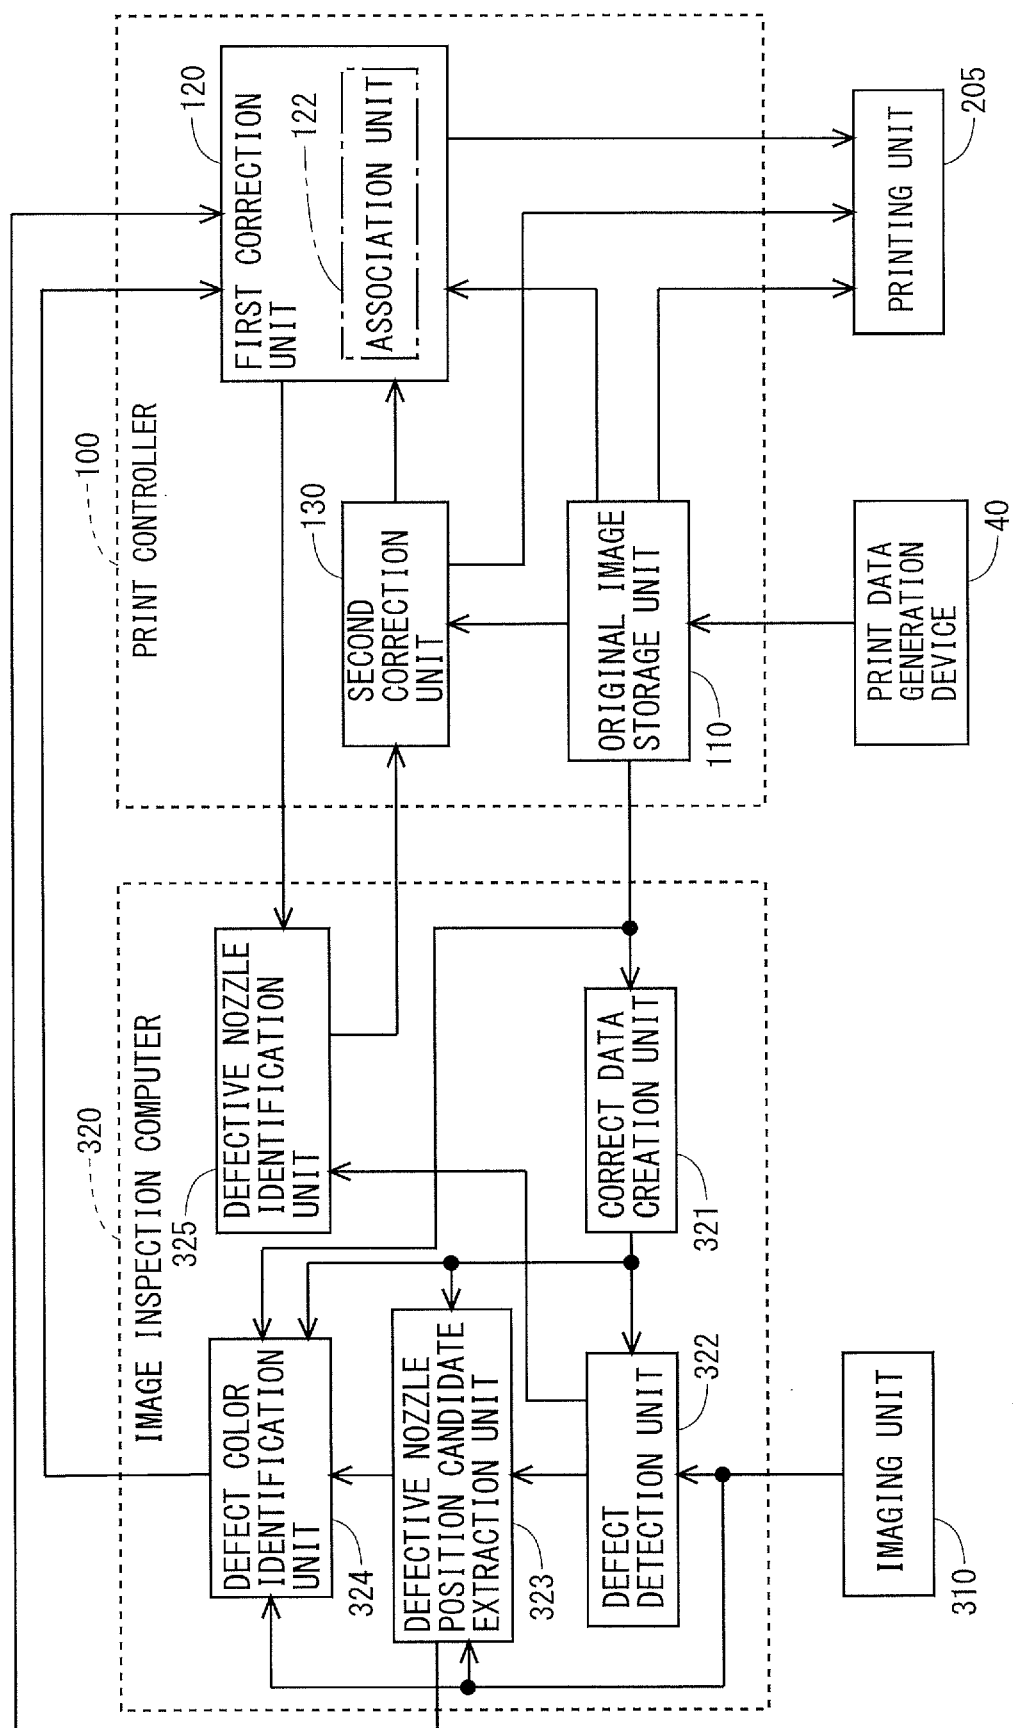 320
IMAGE INSPECTION COMPUTER
DEFECT COLOR
IDENTIFICATION
UNIT
324
325
DEFECTIVE NOZZLE
IDENTIFICATION
UNIT
DEFECTIVE NOZZLE
POSITION CANDIDATE
EXTRACTION UNIT
323
DEFECT
DETECTION UNIT
322
CORRECT DATA
CREATION UNIT
321
IMAGING UNIT
310
100
PRINT CONTROLLER
120
FIRST CORRECTION
UNIT
122
ASSOCIATION UNIT
130
SECOND
CORRECTION
UNIT
ORIGINAL IMAGE
STORAGE UNIT
110
PRINT DATA
GENERATION
DEVICE
40
PRINTING UNIT
205